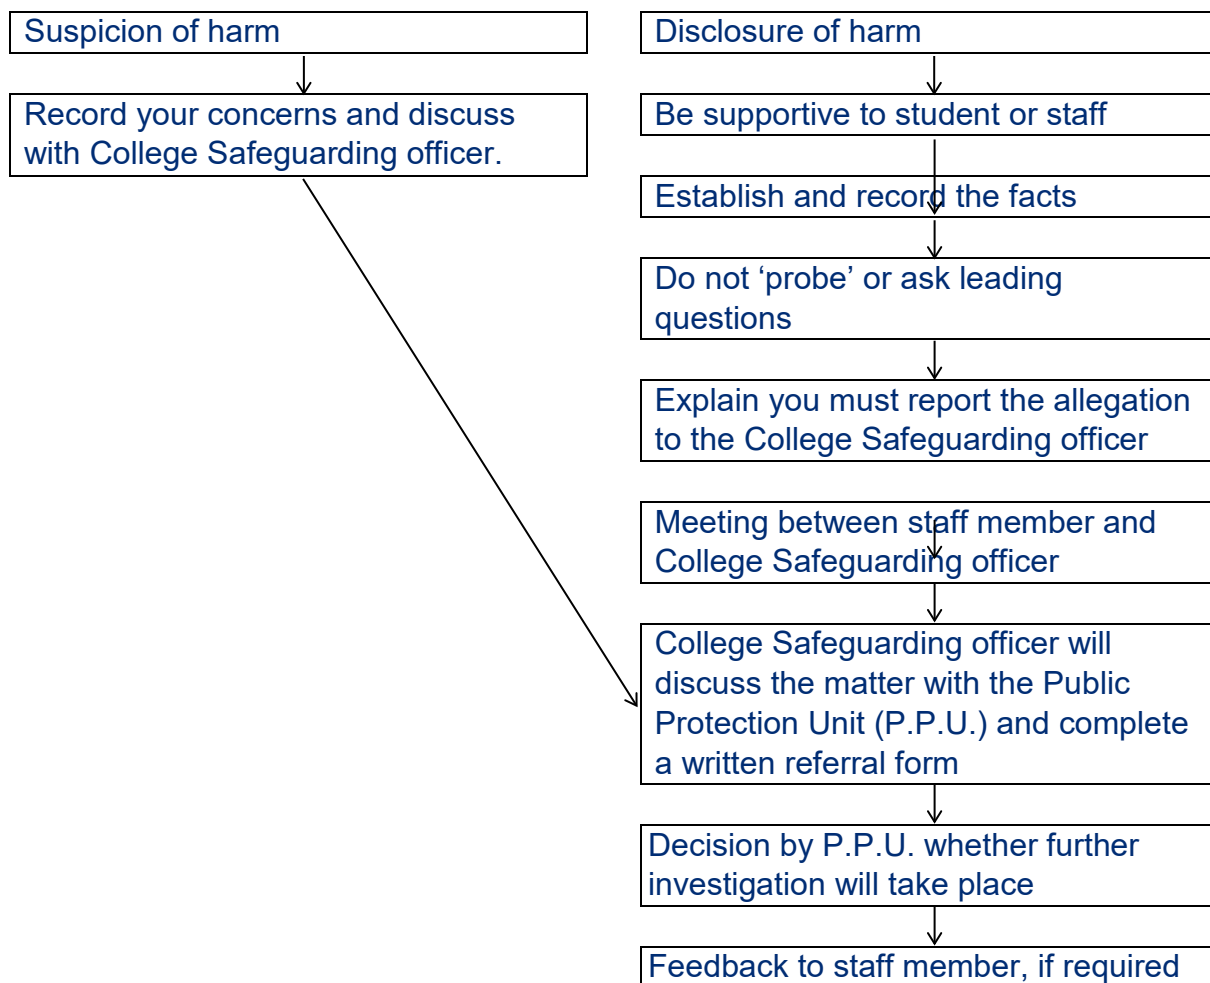 Suspicion of harm
Record your concerns and discuss
with College Safeguarding officer.
Disclosure of harm
Be supportive to student or staff
Establish and record the facts
Do not ‘probe’ or ask leading
questions
Explain you must report the allegation
to the College Safeguarding officer
Meeting between staff member and
College Safeguarding officer
College Safeguarding officer will
discuss the matter with the Public
Protection Unit (P.P.U.) and complete
a written referral form
Decision by P.P.U. whether further
investigation will take place
Feedback to staff member, if required